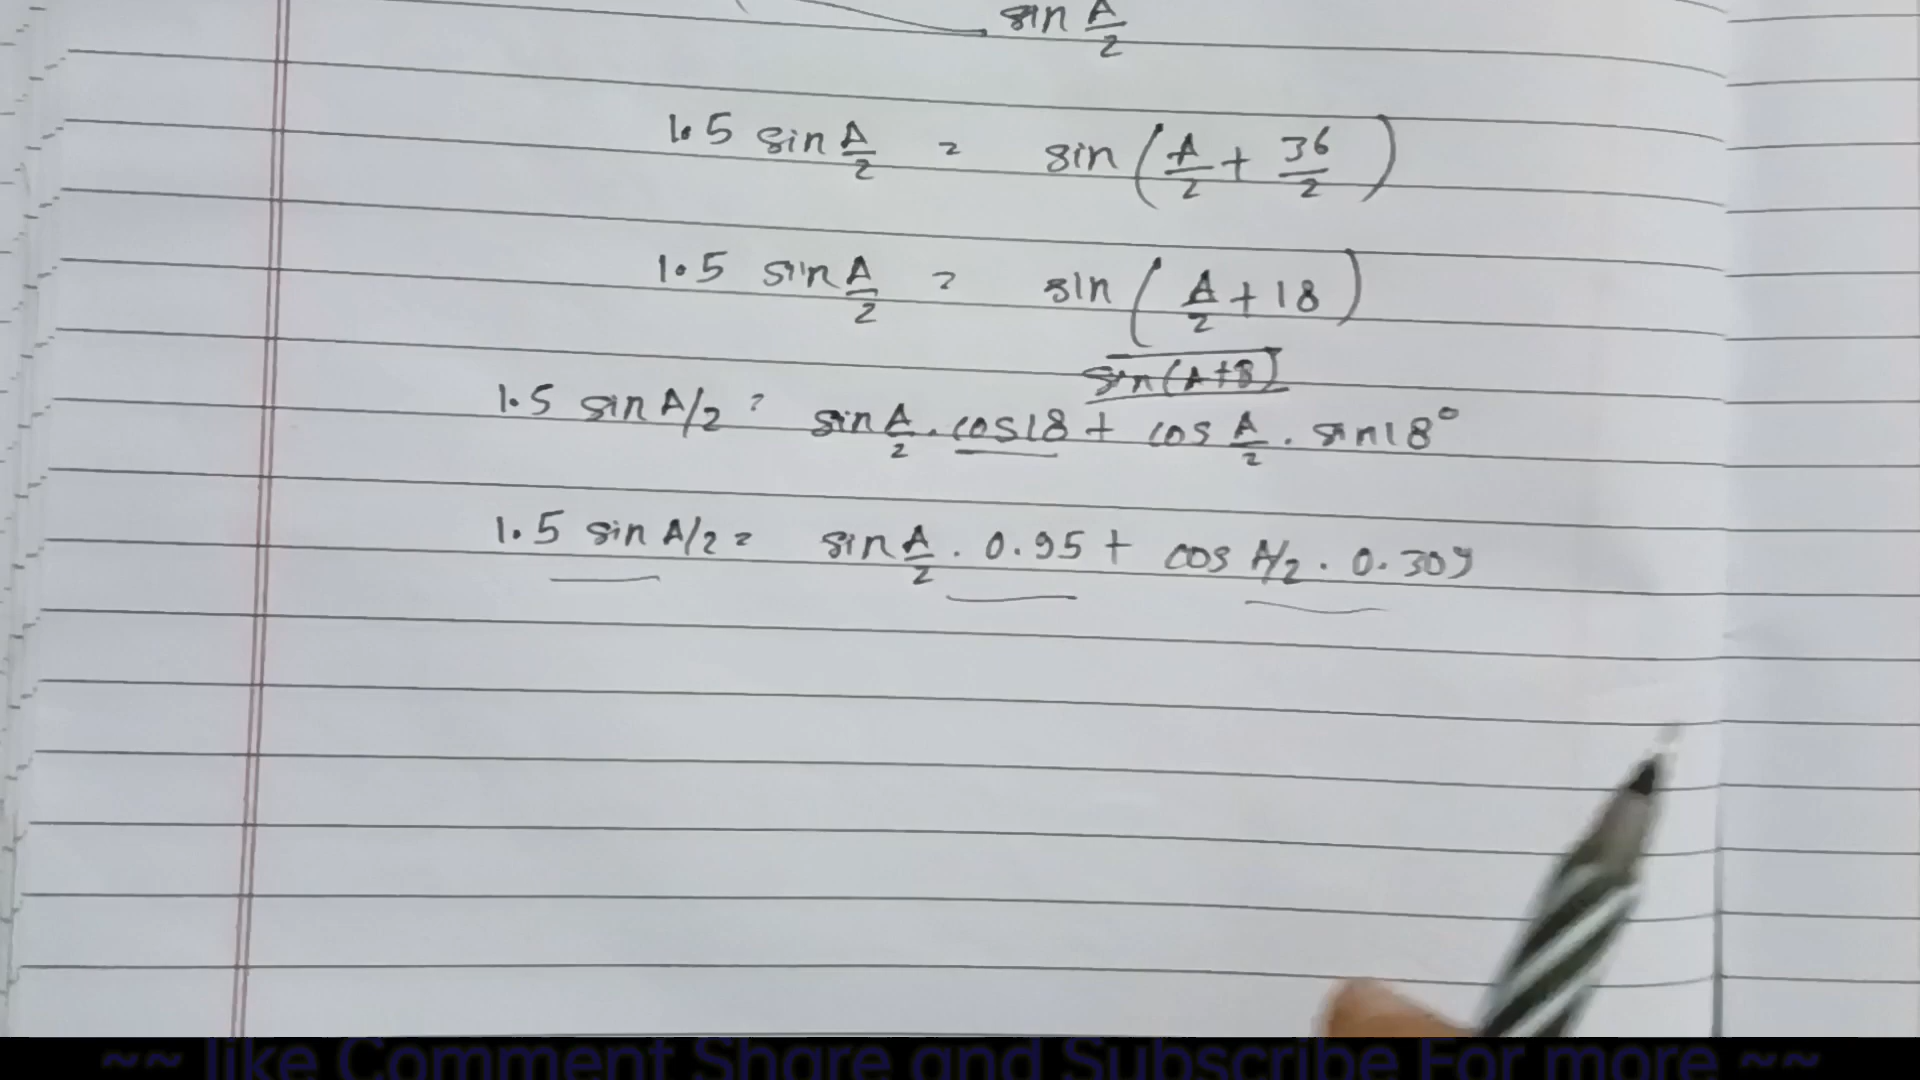 sin A/2
1.5 sin A/2 = sin (A/2 + 36/2)
1.5 sin A/2 = sin (A/2 + 18)
sin(A+B)
1.5 sin A/2 = sin A/2 . cos18 + cos A/2 . sin18°
1.5 sin A/2 = sin A/2 . 0.95 + cos A/2 . 0.309
~~ like Comment Share and Subscribe For more ~~